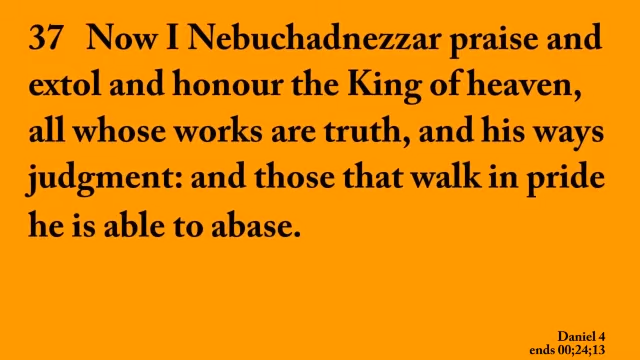 37 Now I Nebuchadnezzar praise and
extol and honour the King of heaven,
all whose works are truth, and his ways
judgment: and those that walk in pride
he is able to abase.
Daniel 4
ends 00;24;13